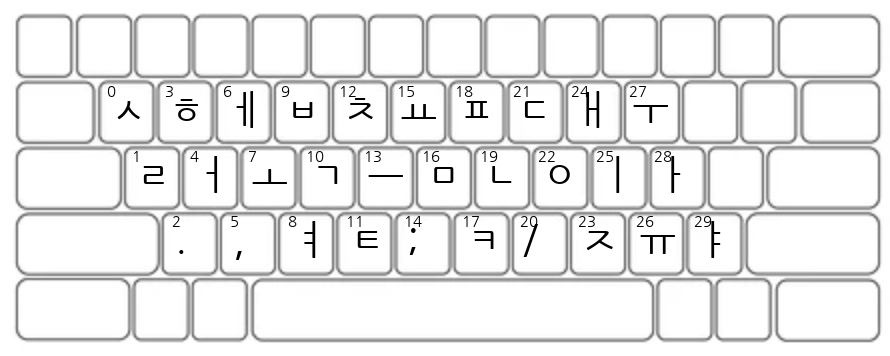 0 ㅅ 3 ㅎ 6 ㅔ 9 ㅂ 12 ㅊ 15 ㅛ 18 ㅍ 21 ㄷ 24 ㅐ 27 ㅜ
1 ㄹ 4 ㅓ 7 ㅗ 10 ㄱ 13 ㅡ 16 ㅁ 19 ㄴ 22 ㅇ 25 ㅣ 28 ㅏ
2 . 5 , 8 ㅕ 11 ㅌ 14 ; 17 ㅋ 20 / 23 ㅈ 26 ㅠ 29 ㅑ